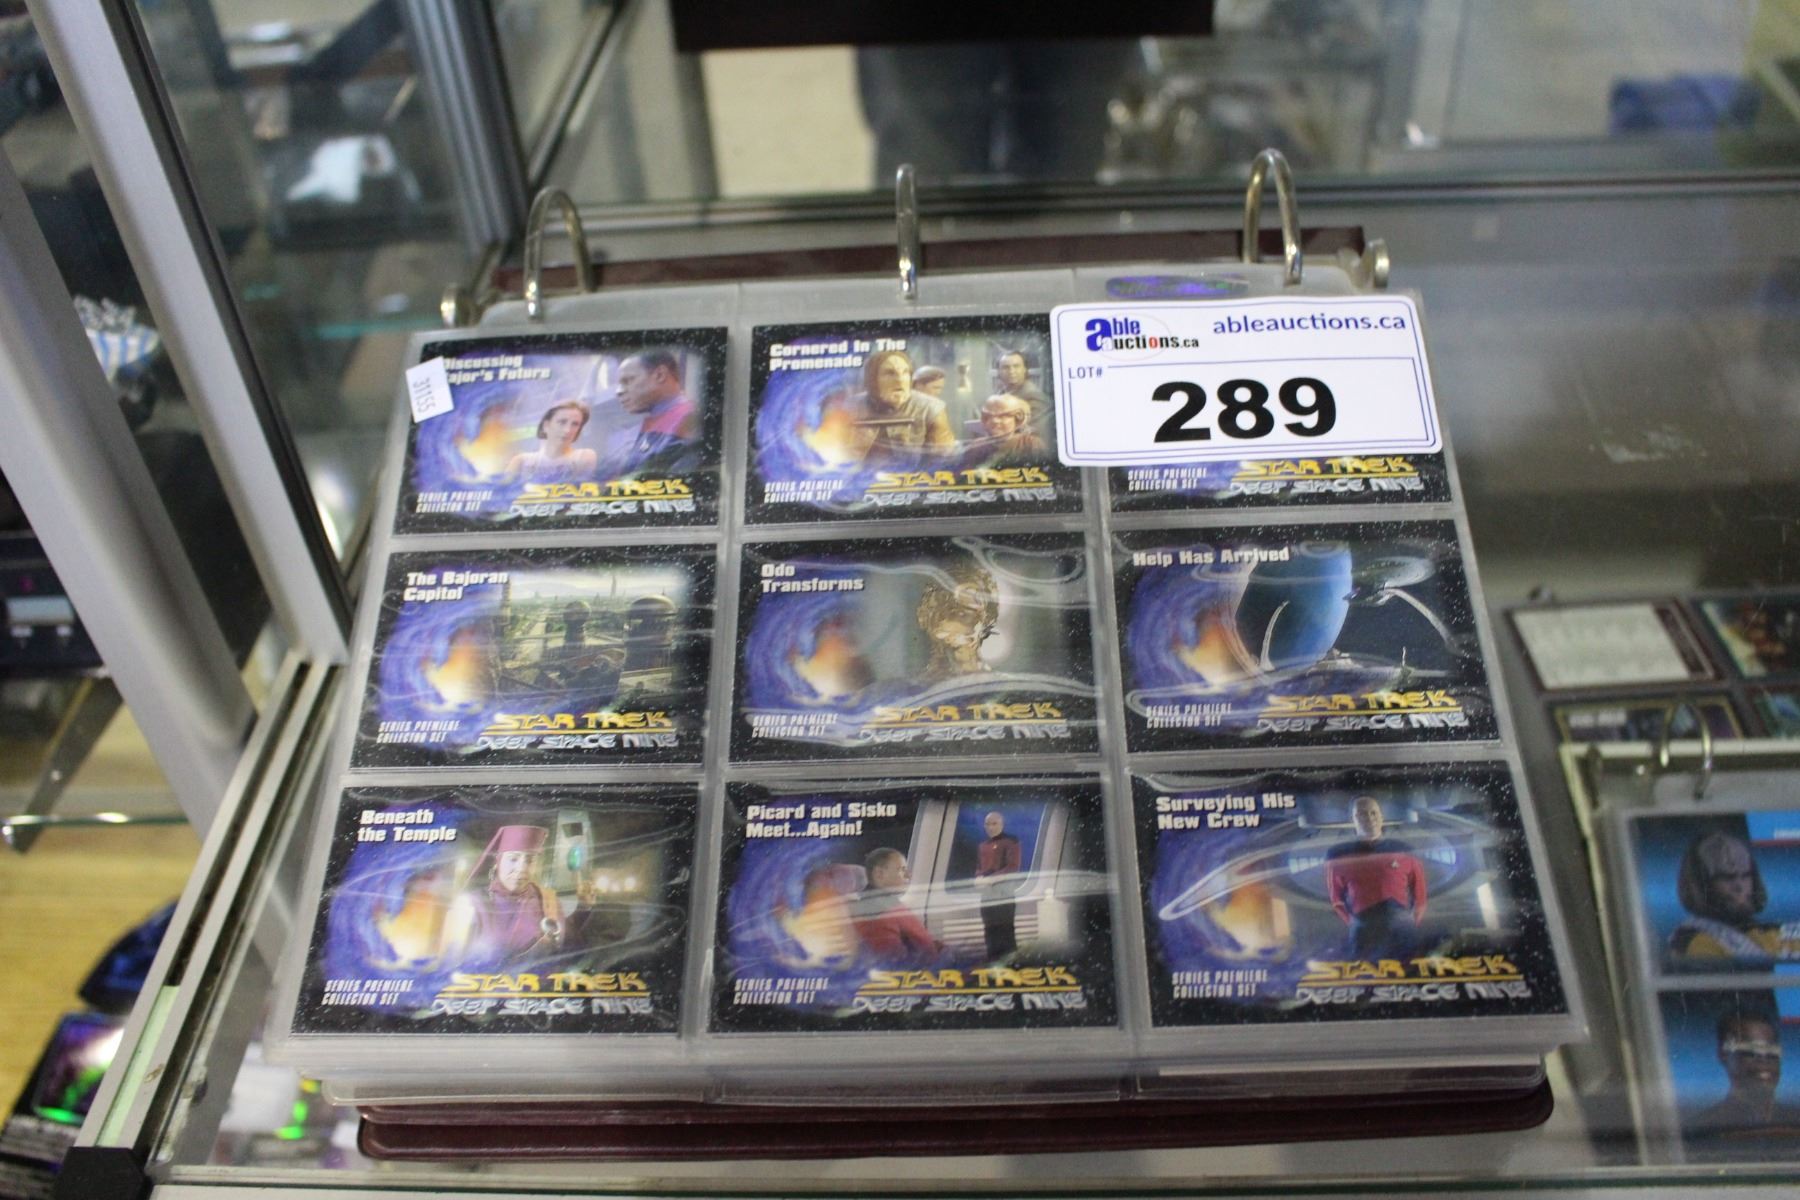 able
auctions.ca
ableauctions.ca
LOT#
289
31155
Discussing
Bajor's Future
SERIES PREMIERE
COLLECTOR SET
STAR TREK
DEEP SPACE NINE
Cornered In The
Promenade
SERIES PREMIERE
COLLECTOR SET
STAR TREK
DEEP SPACE NINE
SERIES PREMIERE
COLLECTOR SET
STAR TREK
DEEP SPACE NINE
The Bajoran
Capitol
SERIES PREMIERE
COLLECTOR SET
STAR TREK
DEEP SPACE NINE
Odo
Transforms
SERIES PREMIERE
COLLECTOR SET
STAR TREK
DEEP SPACE NINE
Help Has Arrived
SERIES PREMIERE
COLLECTOR SET
STAR TREK
DEEP SPACE NINE
Beneath
the Temple
SERIES PREMIERE
COLLECTOR SET
STAR TREK
DEEP SPACE NINE
Picard and Sisko
Meet...Again!
SERIES PREMIERE
COLLECTOR SET
STAR TREK
DEEP SPACE NINE
Surveying His
New Crew
SERIES PREMIERE
COLLECTOR SET
STAR TREK
DEEP SPACE NINE